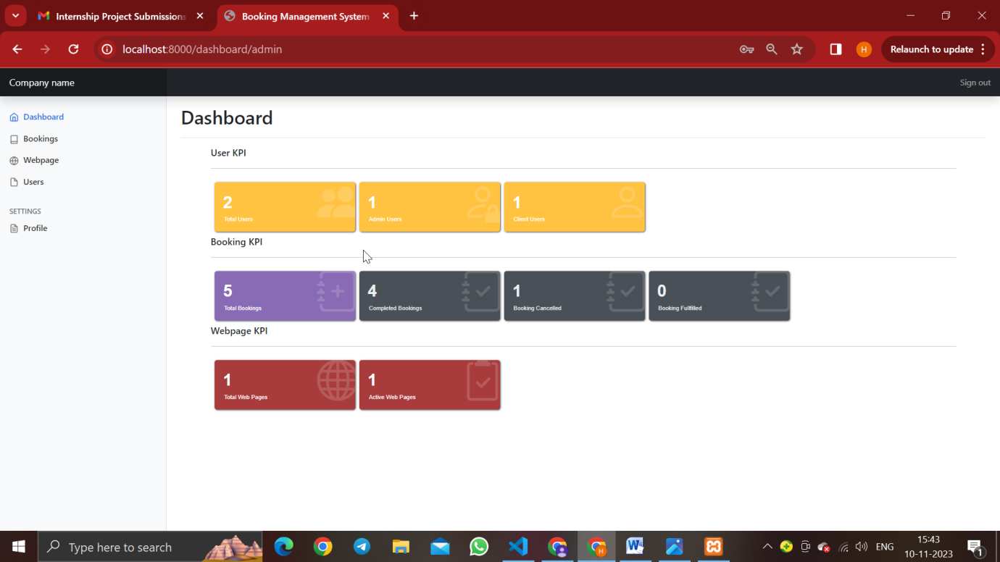 Internship Project Submissions
Booking Management System
localhost:8000/dashboard/admin
H
Relaunch to update
Company name
Sign out
Dashboard
Bookings
Webpage
Users
SETTINGS
Profile
Dashboard
User KPI
2
Total Users
1
Admin Users
1
Client Users
Booking KPI
5
Total Bookings
4
Completed Bookings
1
Booking Cancelled
0
Booking Fullfilled
Webpage KPI
1
Total Web Pages
1
Active Web Pages
Type here to search
H
W
ENG
15:43
10-11-2023
1